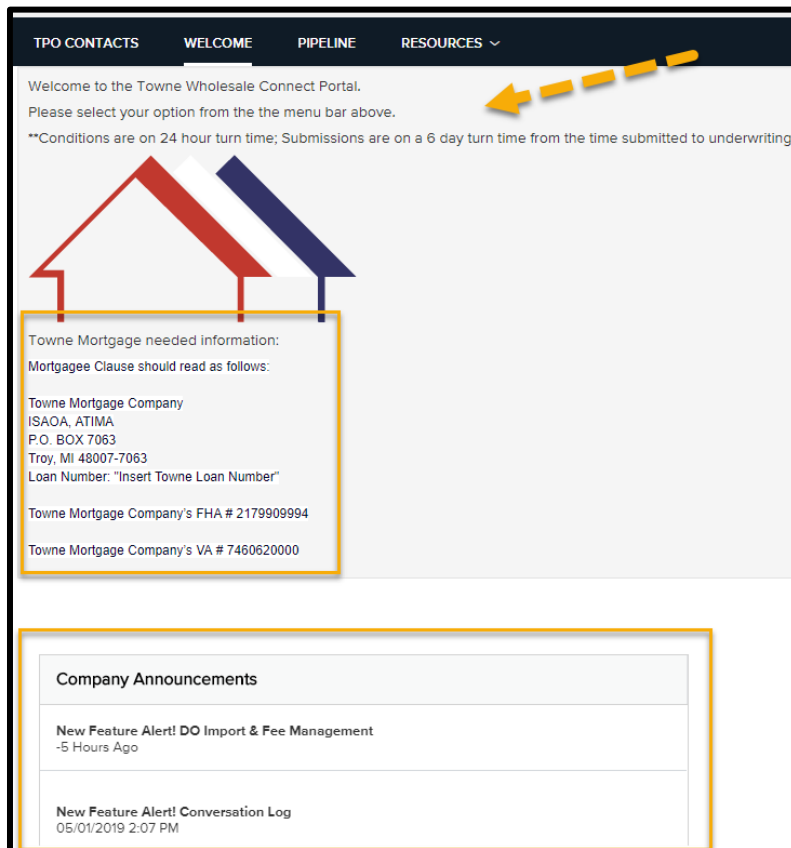 TPO CONTACTS WELCOME PIPELINE RESOURCES
Welcome to the Towne Wholesale Connect Portal.
Please select your option from the the menu bar above.
**Conditions are on 24 hour turn time; Submissions are on a 6 day turn time from the time submitted to underwriting
Towne Mortgage needed information:
Mortgagee Clause should read as follows:
Towne Mortgage Company
ISAOA, ATIMA
P.O. BOX 7063
Troy, MI 48007-7063
Loan Number: "Insert Towne Loan Number"
Towne Mortgage Company's FHA # 2179909994
Towne Mortgage Company's VA # 7460620000
Company Announcements
New Feature Alert! DO Import & Fee Management
-5 Hours Ago
New Feature Alert! Conversation Log
05/01/2019 2:07 PM